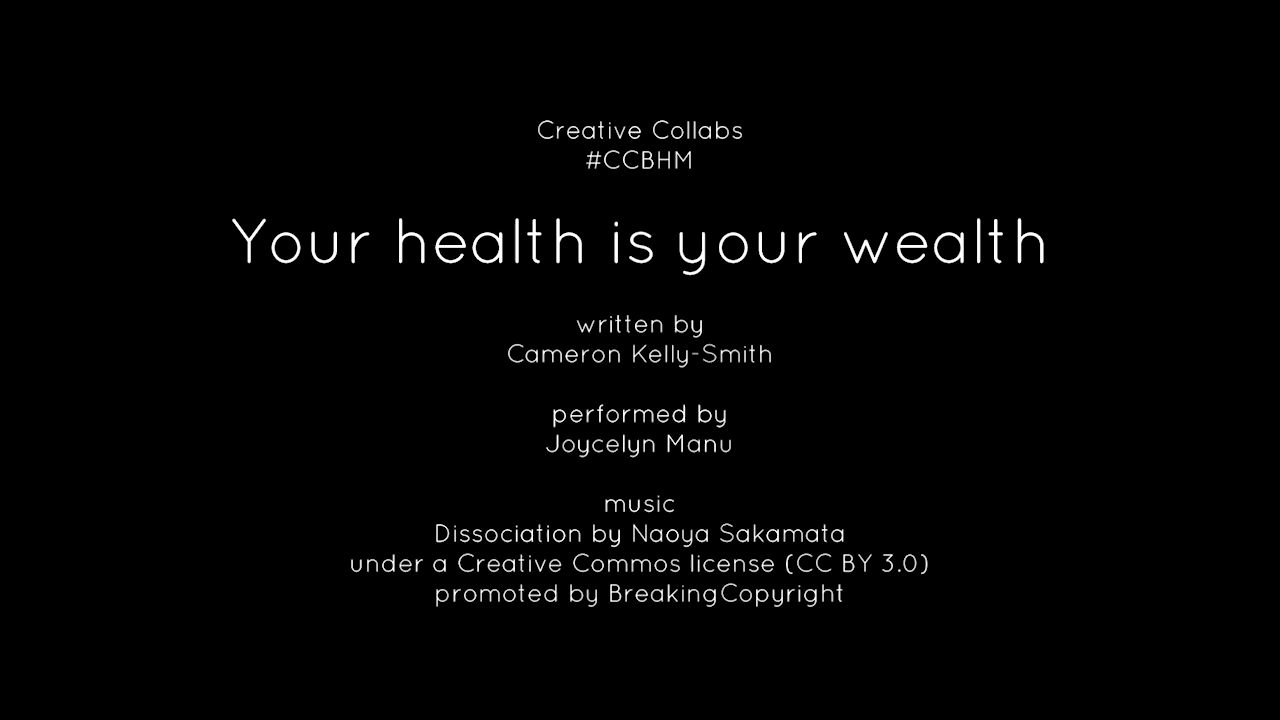 Creative Collabs
#CCBHM
Your health is your wealth
written by
Cameron Kelly-Smith
performed by
Joycelyn Manu
music
Dissociation by Naoya Sakamata
under a Creative Commos license (CC BY 3.0)
promoted by BreakingCopyright